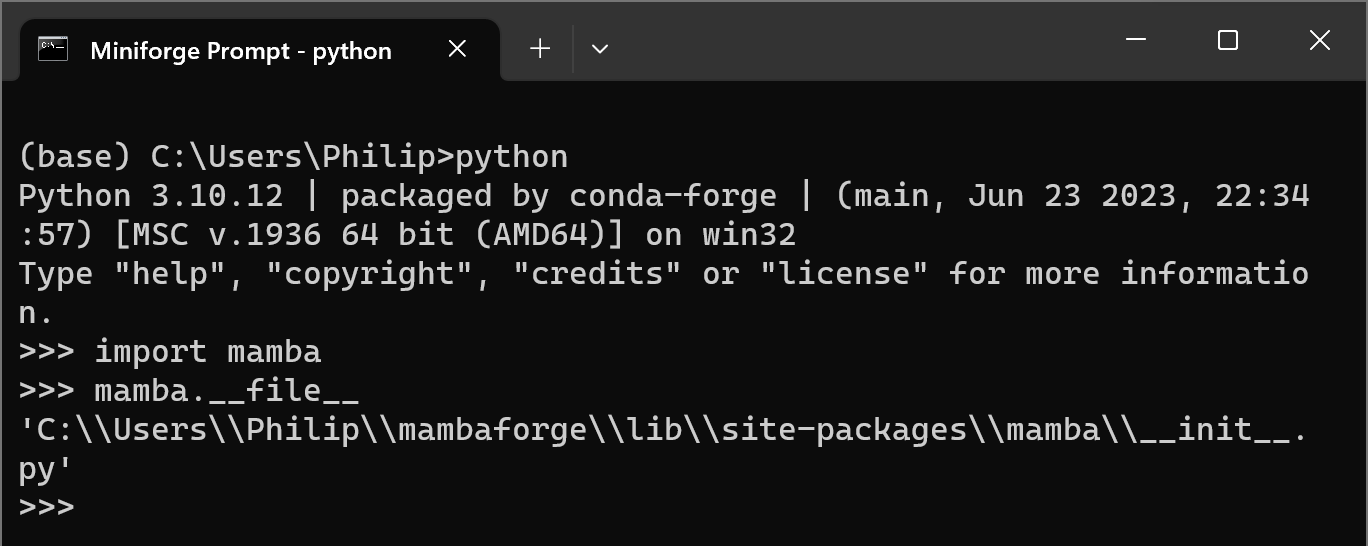 Miniforge Prompt - python
(base) C:\Users\Philip>python
Python 3.10.12 | packaged by conda-forge | (main, Jun 23 2023, 22:34
:57) [MSC v.1936 64 bit (AMD64)] on win32
Type "help", "copyright", "credits" or "license" for more informatio
n.
>>> import mamba
>>> mamba.__file__
'C:\\Users\\Philip\\mambaforge\\lib\\site-packages\\mamba\\__init__.
py'
>>>